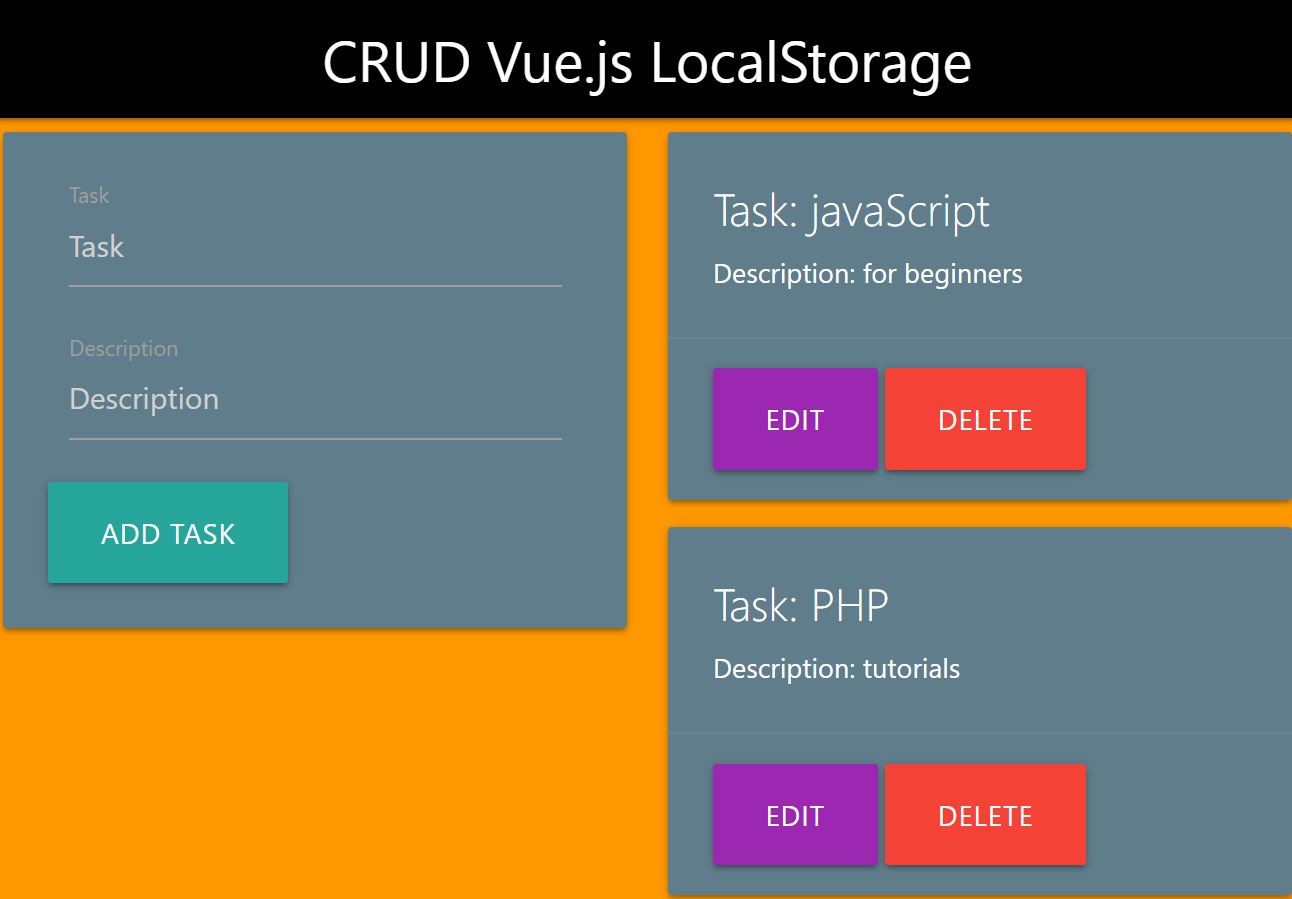 CRUD Vue.js LocalStorage
Task
Task
Description
Description
ADD TASK
Task: javaScript
Description: for beginners
EDIT DELETE
Task: PHP
Description: tutorials
EDIT DELETE